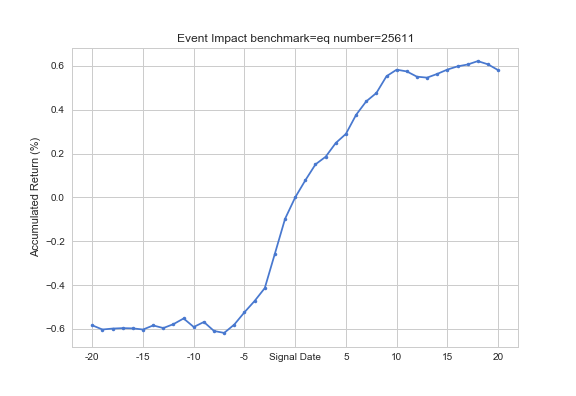 Event Impact benchmark=eq number=25611
Accumulated Return (%)
0.6
0.4
0.2
0.0
−0.2
−0.4
−0.6
-20 -15 -10 -5 Signal Date 5 10 15 20